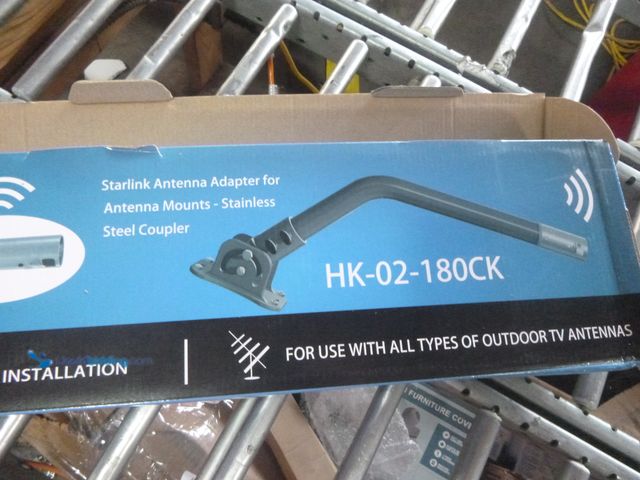 Starlink Antenna Adapter for
Antenna Mounts - Stainless
Steel Coupler
HK-02-180CK
INSTALLATION
FOR USE WITH ALL TYPES OF OUTDOOR TV ANTENNAS
FURNITURE COVE